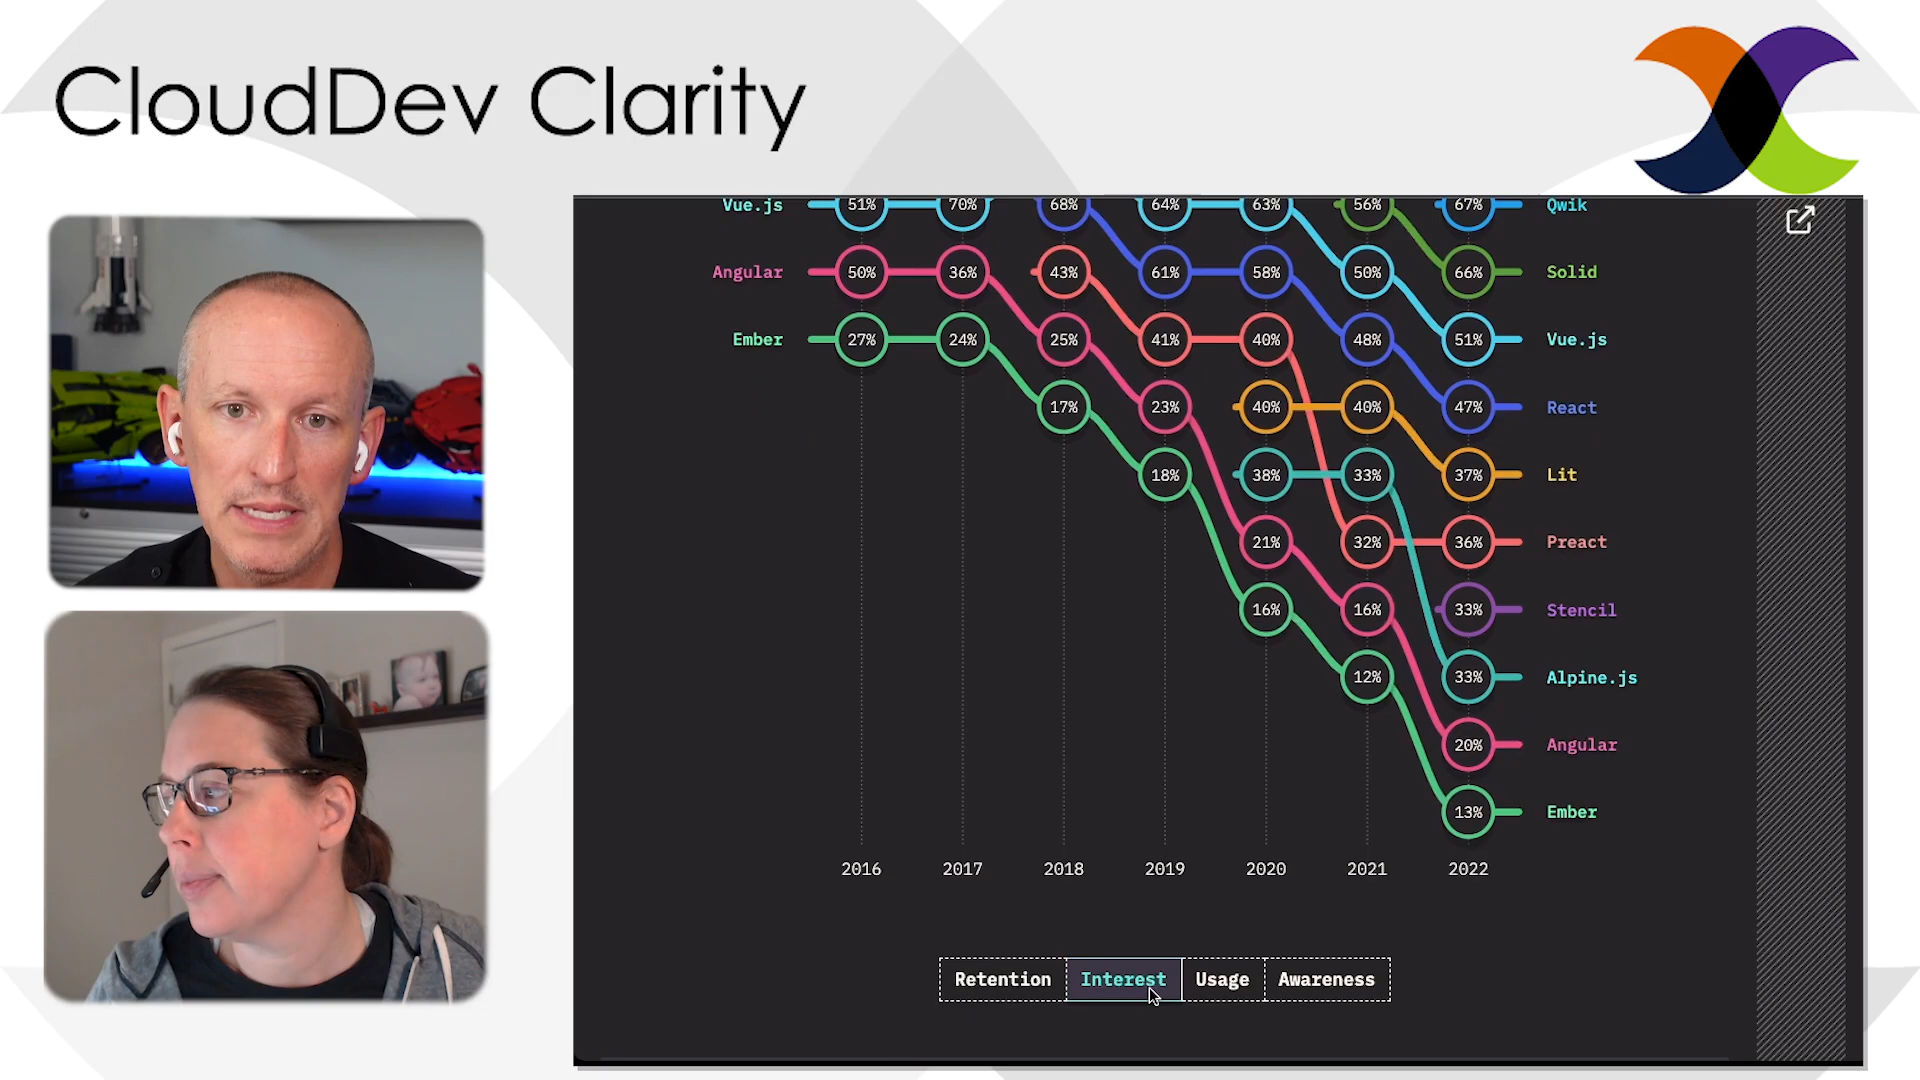 CloudDev Clarity
Vue.js 51% 70% 68% 64% 63% 56% 67% Qwik
Angular 50% 36% 43% 61% 58% 50% 66% Solid
Ember 27% 24% 25% 41% 40% 48% 51% Vue.js
17% 23% 40% 40% 47% React
18% 38% 33% 37% Lit
21% 32% 36% Preact
16% 16% 33% Stencil
12% 33% Alpine.js
20% Angular
13% Ember
2016 2017 2018 2019 2020 2021 2022
Retention Interest Usage Awareness